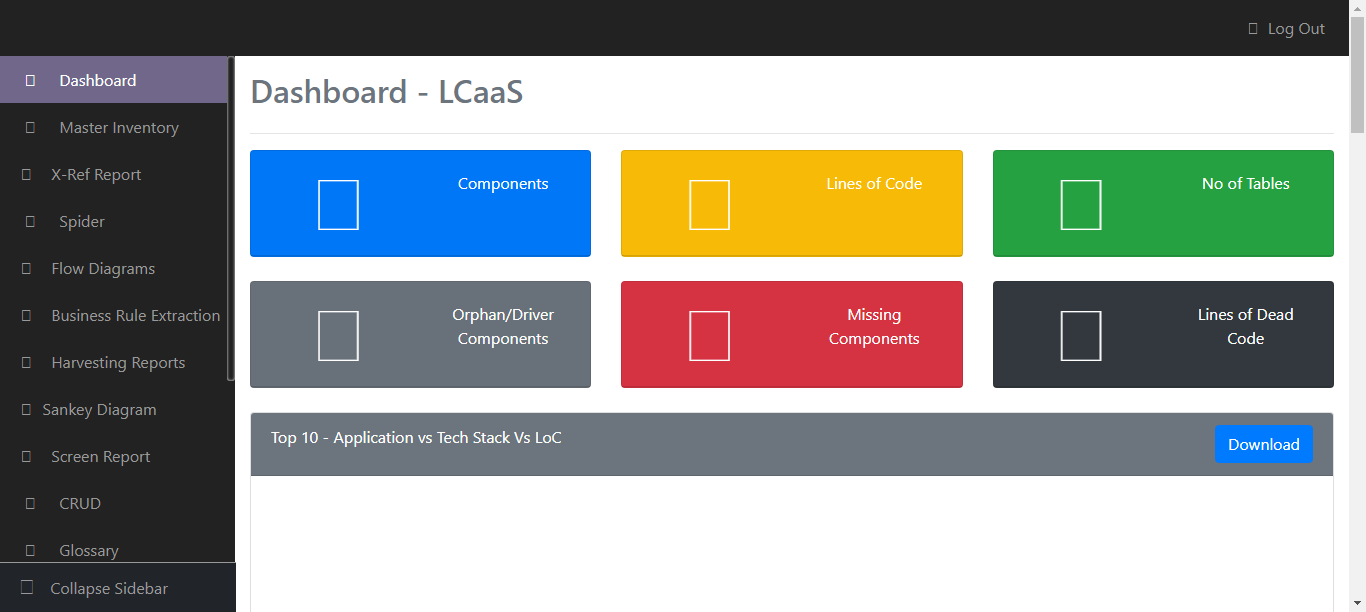 Log Out
Dashboard
Master Inventory
X-Ref Report
Spider
Flow Diagrams
Business Rule Extraction
Harvesting Reports
Sankey Diagram
Screen Report
CRUD
Glossary
Collapse Sidebar
Dashboard - LCaaS
Components
Lines of Code
No of Tables
Orphan/Driver
Components
Missing
Components
Lines of Dead
Code
Top 10 - Application vs Tech Stack Vs LoC
Download